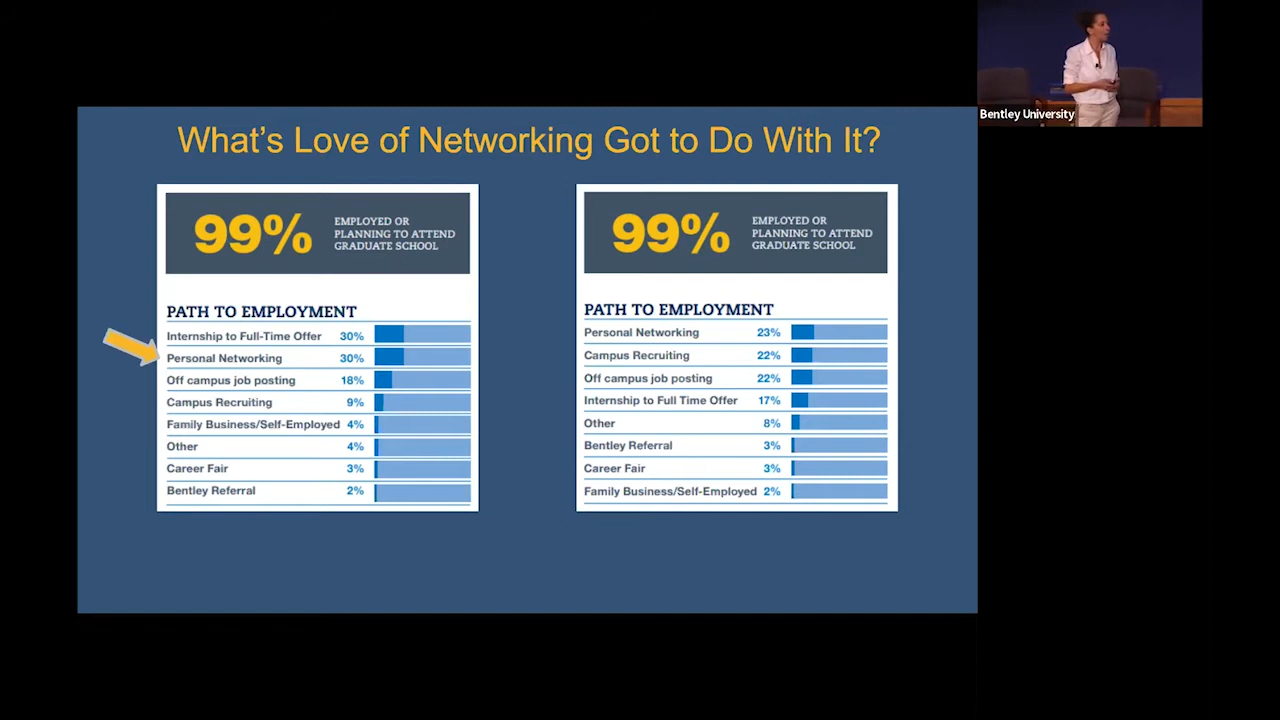 Bentley University
What's Love of Networking Got to Do With It?
99%
EMPLOYED OR
PLANNING TO ATTEND
GRADUATE SCHOOL
PATH TO EMPLOYMENT
Internship to Full-Time Offer 30%
Personal Networking 30%
Off campus job posting 18%
Campus Recruiting 9%
Family Business/Self-Employed 4%
Other 4%
Career Fair 3%
Bentley Referral 2%
99%
EMPLOYED OR
PLANNING TO ATTEND
GRADUATE SCHOOL
PATH TO EMPLOYMENT
Personal Networking 23%
Campus Recruiting 22%
Off campus job posting 22%
Internship to Full Time Offer 17%
Other 8%
Bentley Referral 3%
Career Fair 3%
Family Business/Self-Employed 2%